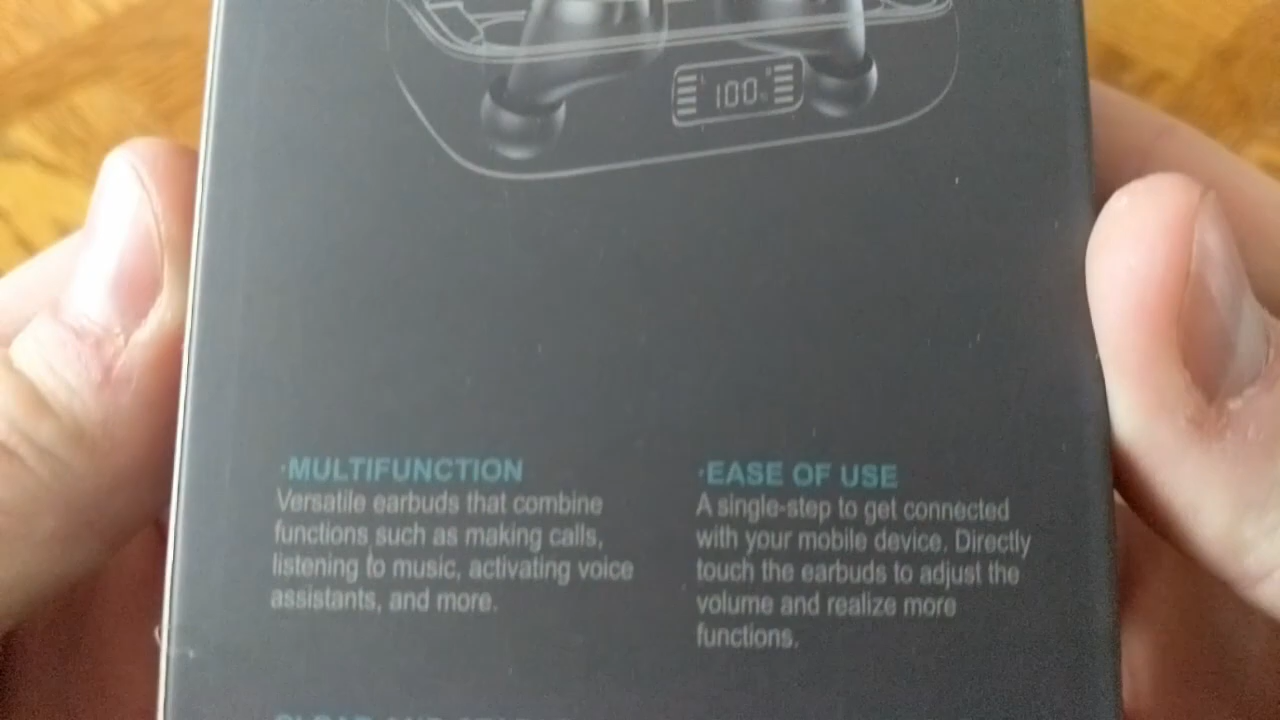 100%
·MULTIFUNCTION
Versatile earbuds that combine
functions such as making calls,
listening to music, activating voice
assistants, and more.
·EASE OF USE
A single-step to get connected
with your mobile device. Directly
touch the earbuds to adjust the
volume and realize more
functions.